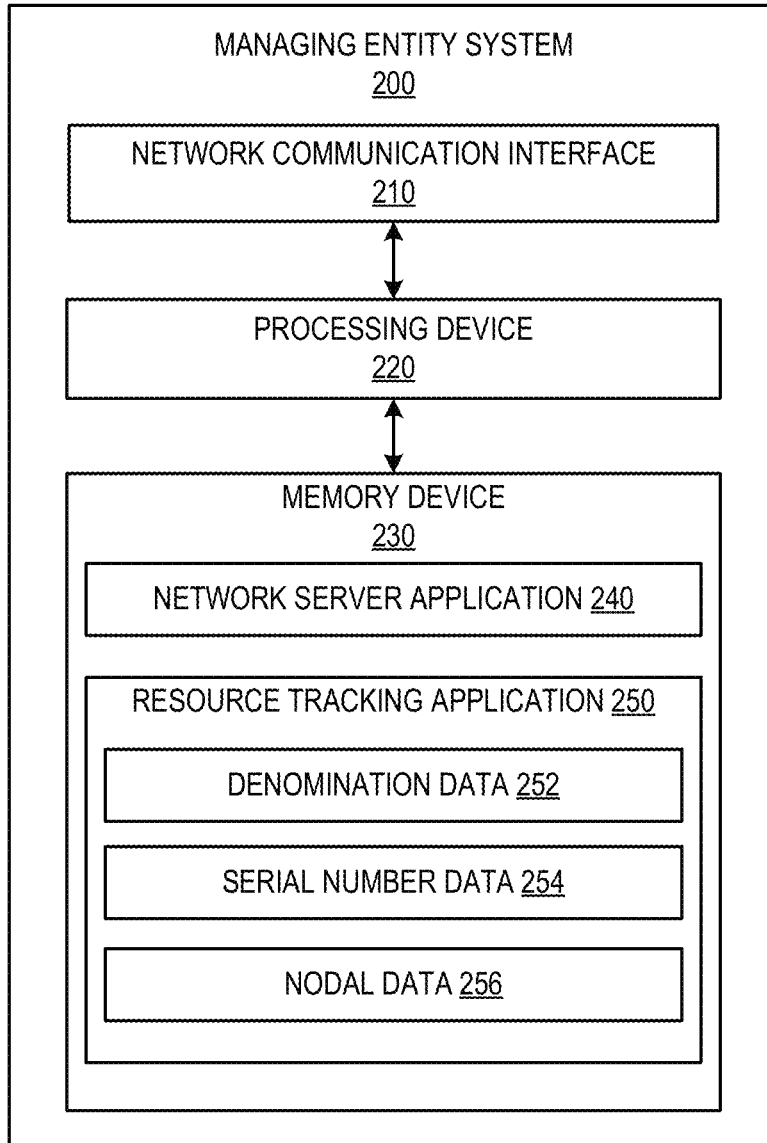 MANAGING ENTITY SYSTEM
200
NETWORK COMMUNICATION INTERFACE
210
PROCESSING DEVICE
220
MEMORY DEVICE
230
NETWORK SERVER APPLICATION 240
RESOURCE TRACKING APPLICATION 250
DENOMINATION DATA 252
SERIAL NUMBER DATA 254
NODAL DATA 256